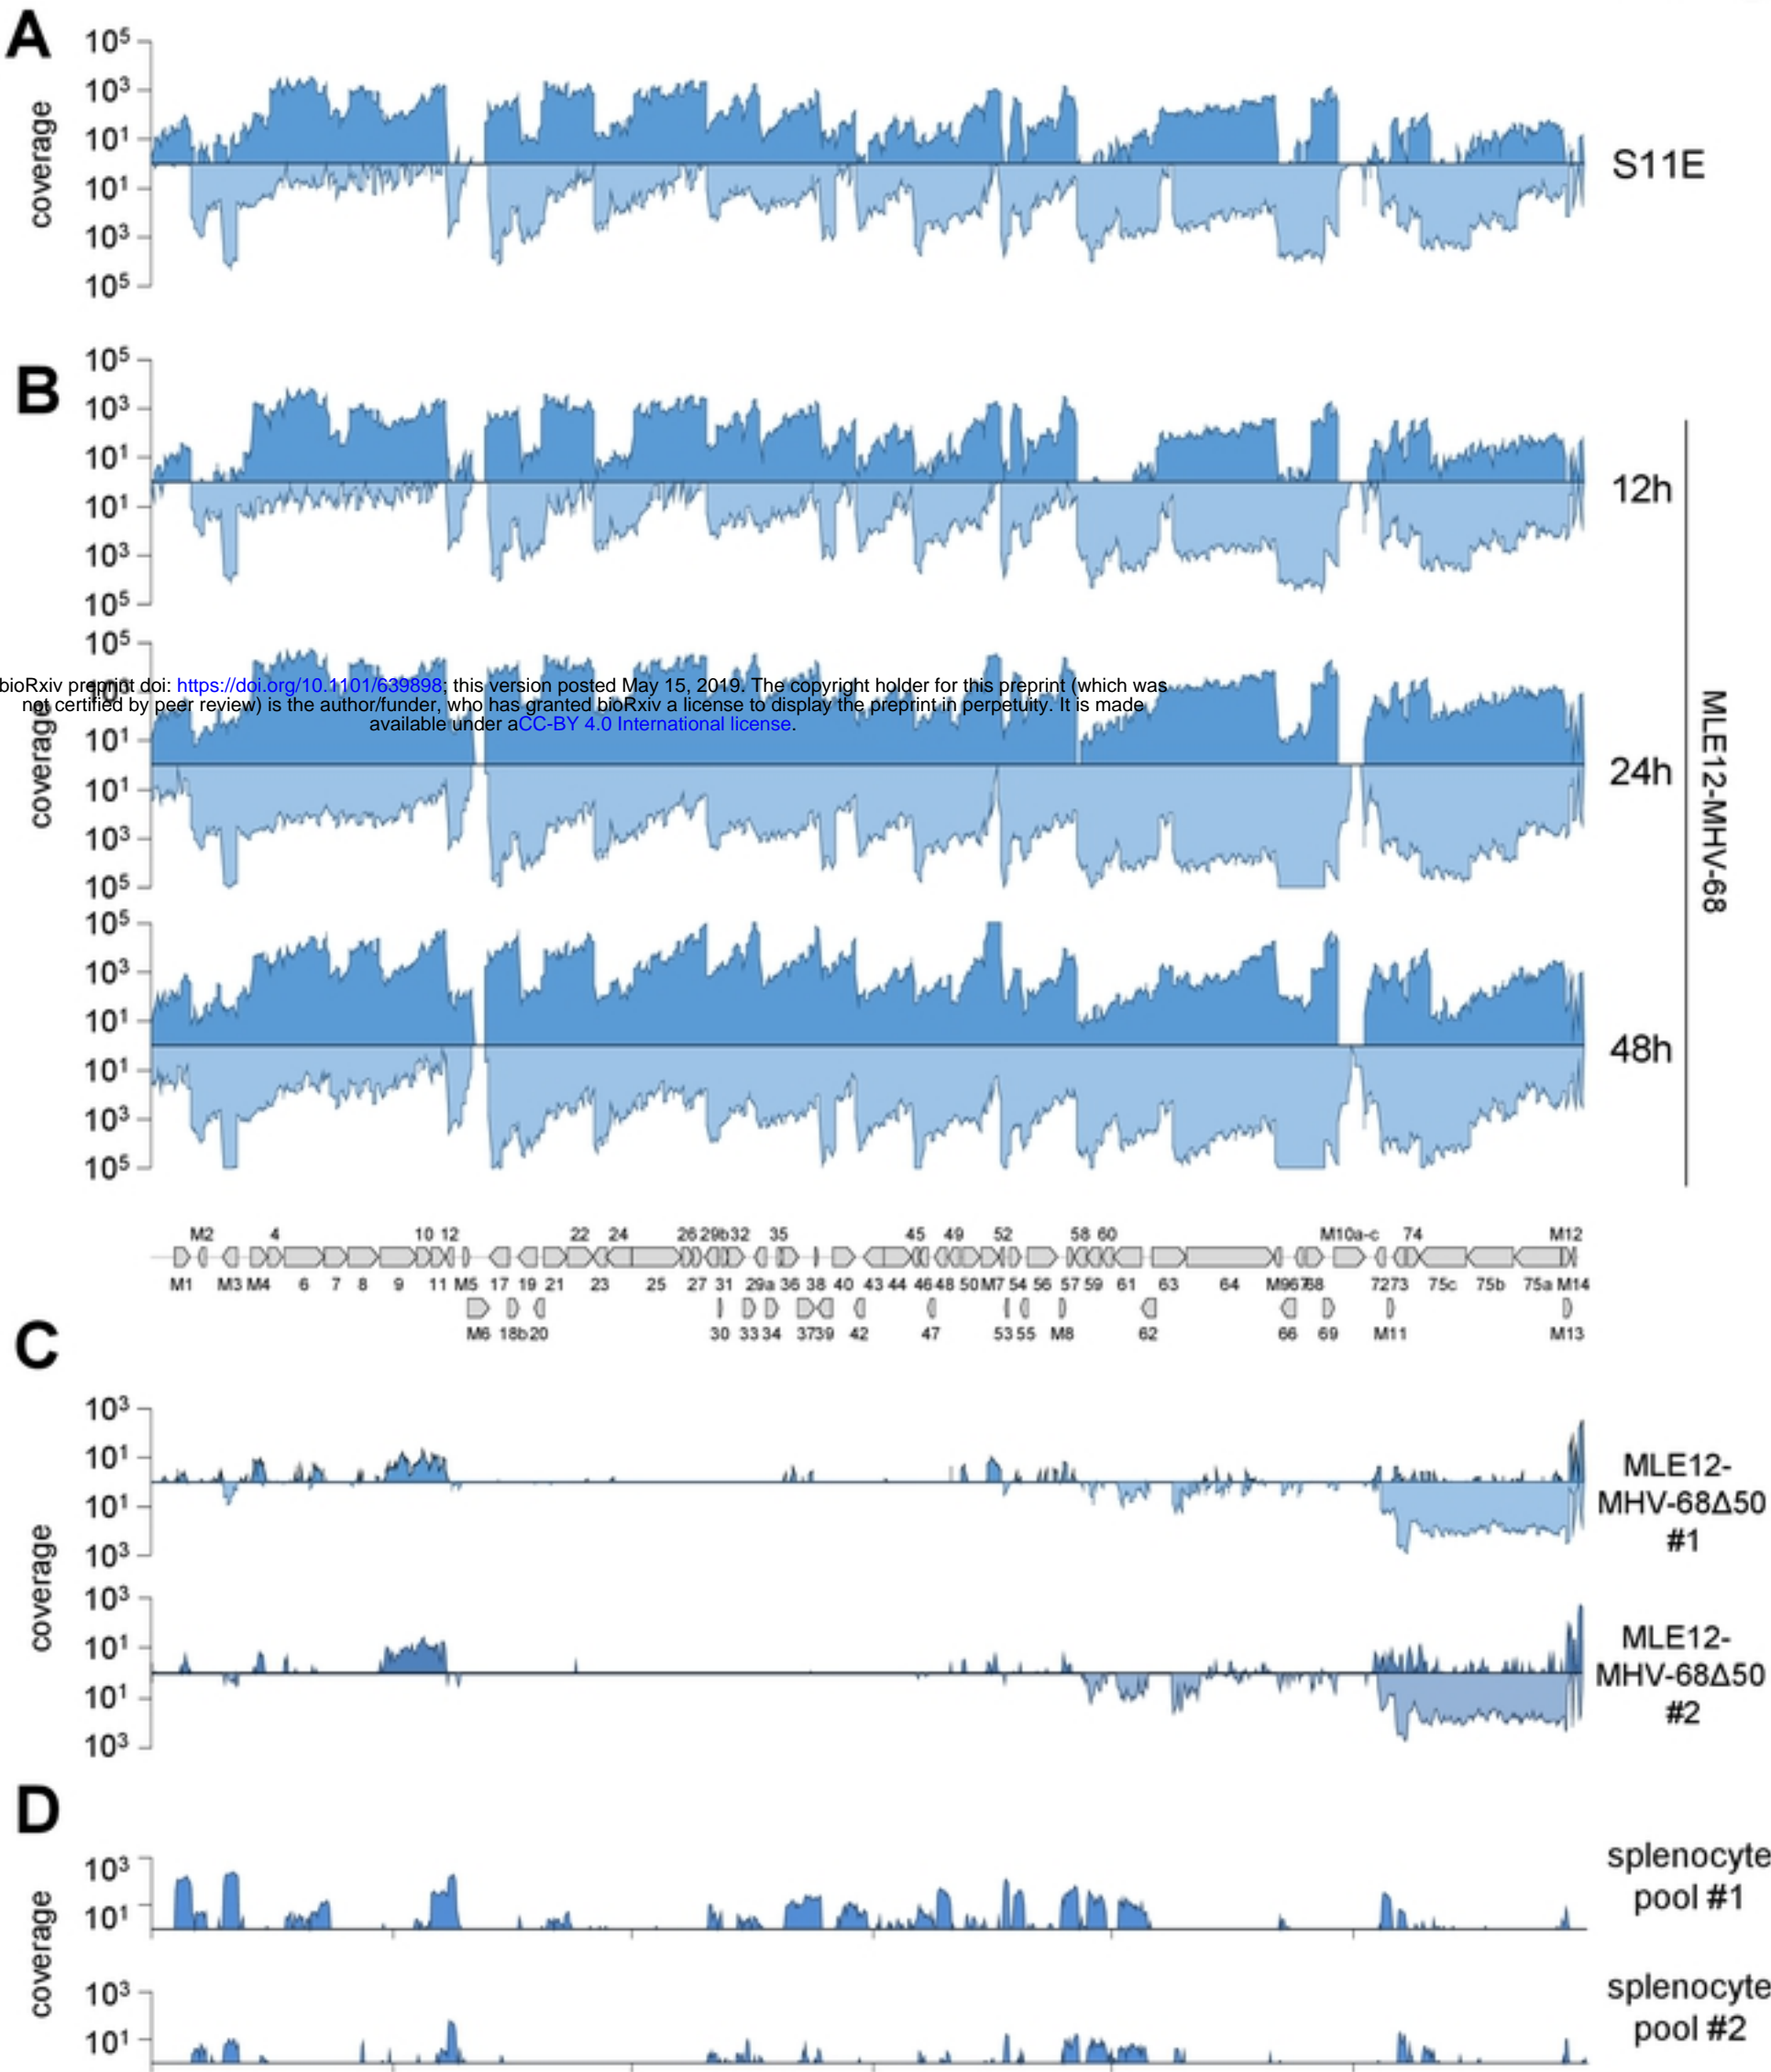 A
10⁵
10³
10¹
10¹
10³
10⁵
coverage
S11E
B
10⁵
10³
10¹
10¹
10³
10⁵
12h
10⁵
bioRxiv preprint doi: https://doi.org/10.1101/639898; this version posted May 15, 2019. The copyright holder for this preprint (which was
not certified by peer review) is the author/funder, who has granted bioRxiv a license to display the preprint in perpetuity. It is made
available under aCC-BY 4.0 International license.
10¹
10¹
10³
10⁵
coverage
24h
MLE12-MHV-68
10⁵
10³
10¹
10¹
10³
10⁵
48h
M2 4 10 12 22 24 26 29b 32 35 45 49 52 58 60 M10a-c 74 M12
M1 M3 M4 6 7 8 9 11 M5 17 19 21 23 25 27 31 29a 36 38 40 43 44 46 48 50 M7 54 56 57 59 61 63 64 M9 67 68 72 73 75c 75b 75a M14
M6 18b 20 30 33 34 37 39 42 47 53 55 M8 62 66 69 M11 M13
C
10³
10¹
10¹
10³
coverage
MLE12-
MHV-68Δ50
#1
10³
10¹
10¹
10³
MLE12-
MHV-68Δ50
#2
D
10³
10¹
coverage
splenocyte
pool #1
10³
10¹
splenocyte
pool #2